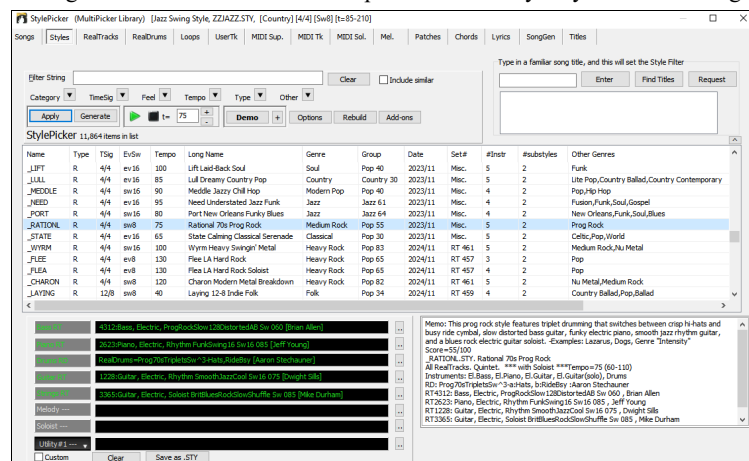 StylePicker (MultiPicker Library) [Jazz Swing Style, ZZJAZZ.STY, [Country] [4/4] [Sw8] [t=85-210]
Songs Styles RealTracks RealDrums Loops UserTk MIDI Sup. MIDI Tk MIDI Sol. Mel. Patches Chords Lyrics SongGen Titles
Type in a familiar song title, and this will set the Style Filter
Filter String Clear Include similar Enter Find Titles Request
Category TimeSig Feel Tempo Type Other
Apply Generate t= 75 + - Demo + Options Rebuild Add-ons
StylePicker 11,864 items in list
Name Type TSig EvSw Tempo Long Name Genre Group Date Set# #Instr #substyles Other Genres
_LIFT R 4/4 ev16 100 Lift Laid-Back Soul Soul Pop 40 2023/11 Misc. 5 2 Funk
_LULL R 4/4 ev16 85 Lull Dreamy Country Pop Country Country 30 2023/11 Misc. 5 2 Lite Pop,Country Ballad,Country Contemporary
_MEDDLE R 4/4 sw16 90 Meddle Jazzy Chill Hop Modern Pop Pop 40 2023/11 Misc. 4 2 Pop,Hip Hop
_NEED R 4/4 ev16 95 Need Understated Jazz Funk Jazz Jazz 61 2023/11 Misc. 4 2 Fusion,Funk,Soul,Gospel
_PORT R 4/4 sw16 80 Port New Orleans Funky Blues Jazz Jazz 64 2023/11 Misc. 4 2 New Orleans,Funk,Soul,Blues
_RATIONL R 4/4 sw8 75 Rational 70s Prog Rock Medium Rock Pop 55 2023/11 Misc. 5 2 Prog Rock
_STATE R 4/4 ev16 65 State Calming Classical Serenade Classical Pop 30 2023/11 Misc. 5 2 Celtic,Pop,World
_WYRM R 4/4 sw16 100 Wyrm Heavy Swingin' Metal Heavy Rock Pop 83 2024/11 RT 461 5 2 Medium Rock,Nu Metal
_FLEE R 4/4 ev8 130 Flee LA Hard Rock Heavy Rock Pop 65 2024/11 RT 457 3 2 Pop
_FLEA R 4/4 ev8 130 Flee LA Hard Rock Soloist Heavy Rock Pop 65 2024/11 RT 457 4 2 Pop
_CHARON R 4/4 sw8 120 Charon Modern Metal Breakdown Heavy Rock Pop 82 2024/11 RT 461 5 2 Nu Metal,Medium Rock
_LAYING R 12/8 sw8 40 Laying 12-8 Indie Folk Folk Pop 34 2024/11 RT 459 4 2 Country Ballad,Pop,Ballad
4312:Bass, Electric, ProgRockSlow128DistortedAB Sw 060 [Brian Allen] ..
2623:Piano, Electric, Rhythm FunkSwing16 Sw16 085 [Jeff Young] ..
RealDrums=Prog70sTripletsSw^3-Hats,RideBsy [Aaron Stechauner] ..
1228:Guitar, Electric, Rhythm SmoothJazzCool Sw16 075 [Dwight Sills] ..
3365:Guitar, Electric, Soloist BritBluesRockSlowShuffle Sw 085 [Mike Durham] ..
Melody --- ..
Soloist --- ..
Utility#1 --- ..
Custom Clear Save as .STY
Memo: This prog rock style features triplet drumming that switches between crisp hi-hats and
busy ride cymbal, slow distorted bass guitar, funky electric piano, smooth jazz rhythm guitar,
and a blues rock electric guitar soloist. -Examples: Lazarus, Dogs, Genre "Intensity"
Score=55/100
_RATIONL.STY. Rational 70s Prog Rock
All RealTracks. Quintet. *** with Soloist ***Tempo=75 (60-110)
Instruments: El.Bass, El.Piano, El.Guitar, El.Guitar(solo), Drums
RD: Prog70sTripletsSw^3-a:Hats, b:RideBsy :Aaron Stechauner
RT4312: Bass, Electric, ProgRockSlow128DistortedAB Sw 060 , Brian Allen
RT2623: Piano, Electric, Rhythm FunkSwing16 Sw16 085 , Jeff Young
RT1228: Guitar, Electric, Rhythm SmoothJazzCool Sw16 075 , Dwight Sills
RT3365: Guitar, Electric, Soloist BritBluesRockSlowShuffle Sw 085 , Mike Durham